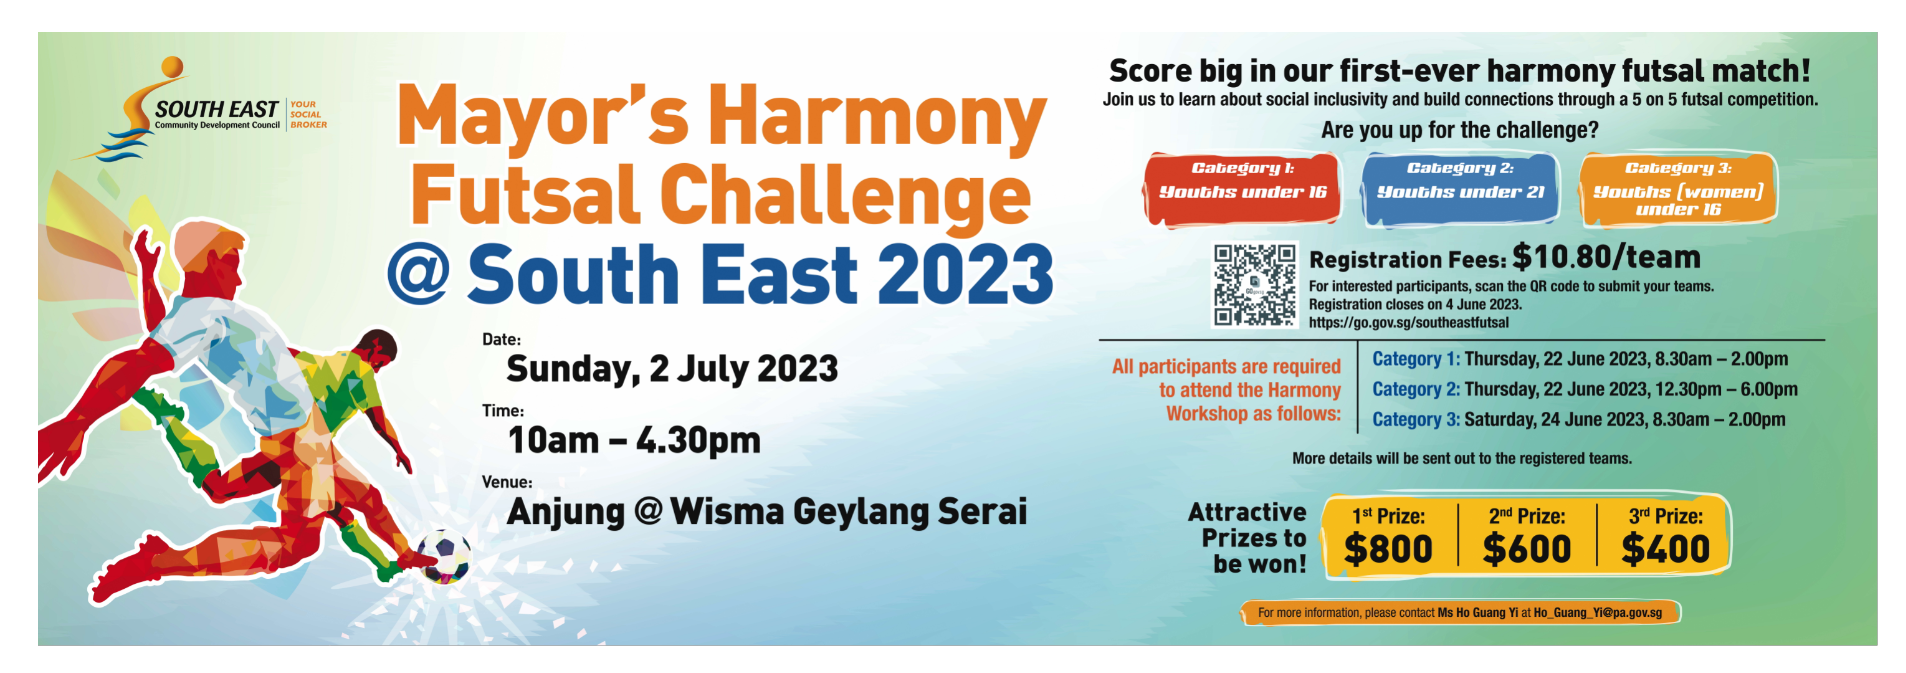 SOUTH EAST
Community Development Council
YOUR
SOCIAL
BROKER
Mayor's Harmony
Futsal Challenge
@ South East 2023
Date:
Sunday, 2 July 2023
Time:
10am – 4.30pm
Venue:
Anjung @ Wisma Geylang Serai
Score big in our first-ever harmony futsal match!
Join us to learn about social inclusivity and build connections through a 5 on 5 futsal competition.
Are you up for the challenge?
Category 1:
Youths under 16
Category 2:
Youths under 21
Category 3:
Youths (women)
under 16
Registration Fees: $10.80/team
For interested participants, scan the QR code to submit your teams.
Registration closes on 4 June 2023.
https://go.gov.sg/southeastfutsal
All participants are required
to attend the Harmony
Workshop as follows:
Category 1: Thursday, 22 June 2023, 8.30am – 2.00pm
Category 2: Thursday, 22 June 2023, 12.30pm – 6.00pm
Category 3: Saturday, 24 June 2023, 8.30am – 2.00pm
More details will be sent out to the registered teams.
Attractive
Prizes to
be won!
1st Prize:
$800
2nd Prize:
$600
3rd Prize:
$400
For more information, please contact Ms Ho Guang Yi at Ho_Guang_Yi@pa.gov.sg